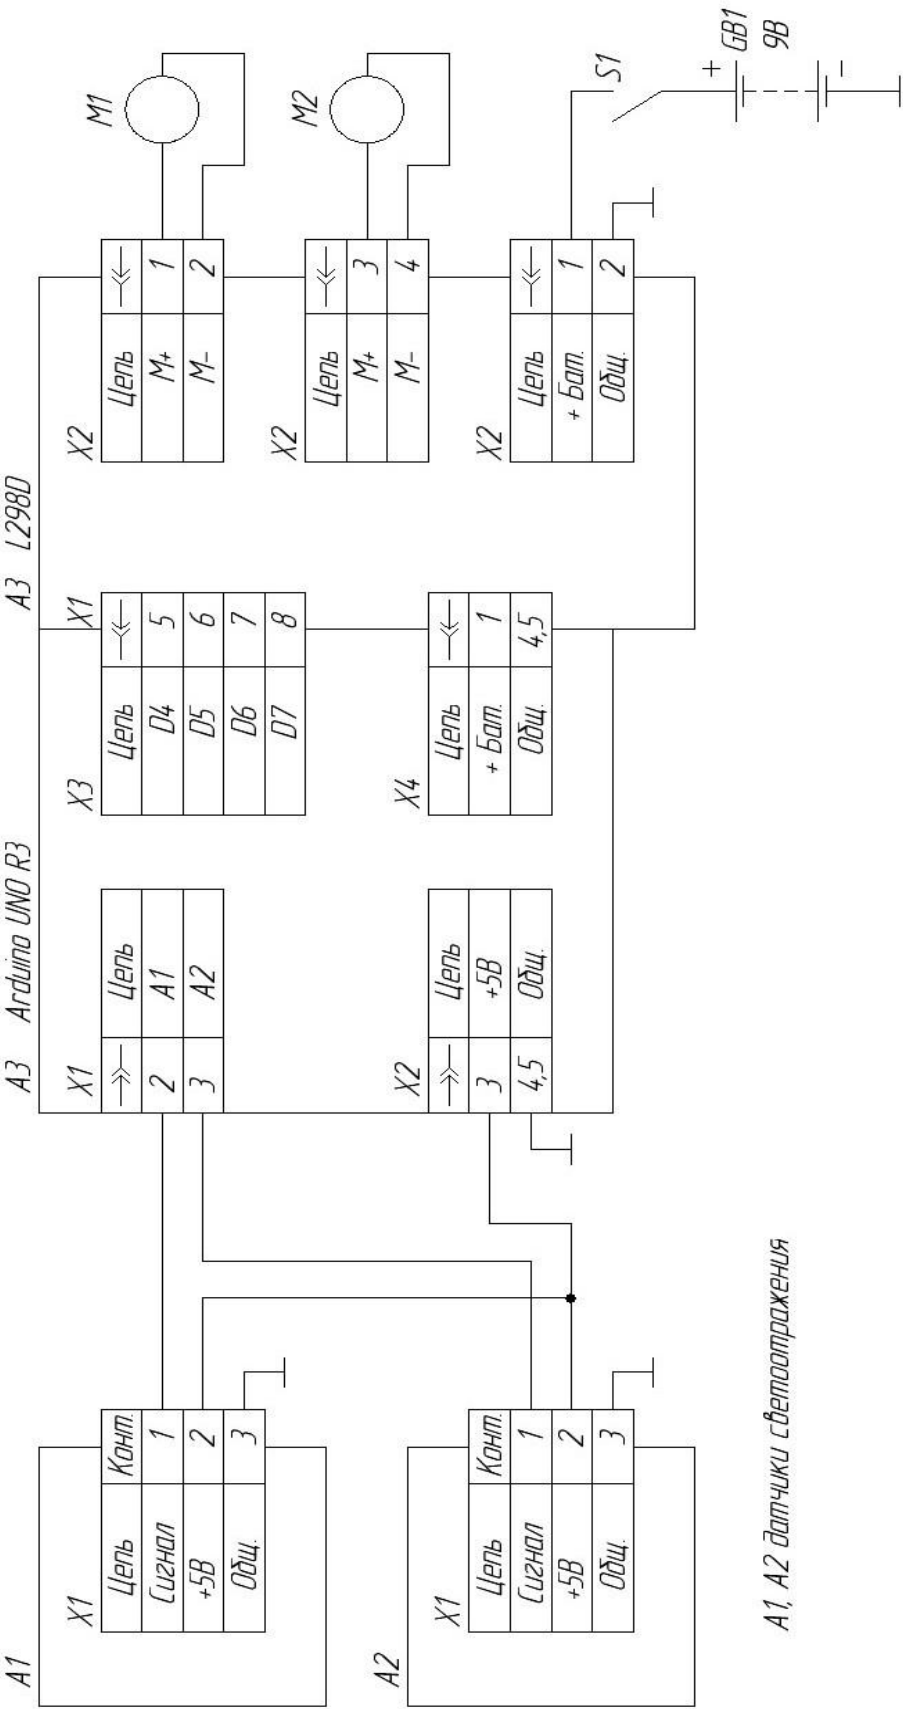 A1
X1
Цепь Конт.
Сигнал 1
+5В 2
Общ. 3
A2
X1
Цепь Конт.
Сигнал 1
+5В 2
Общ. 3
A3 Arduino UNO R3
X1
Цепь
2 A1
3 A2
X2
Цепь
3 +5В
4,5 Общ.
X3 X1
Цепь
D4 5
D5 6
D6 7
D7 8
X4
Цепь
+ Бат. 1
Общ. 4,5
A3 L298D
X2
Цепь
М+ 1
М- 2
X2
Цепь
М+ 3
М- 4
X2
Цепь
+ Бат. 1
Общ. 2
M1
M2
S1
+ -
GB1
9В
A1, A2 датчики светоотражения